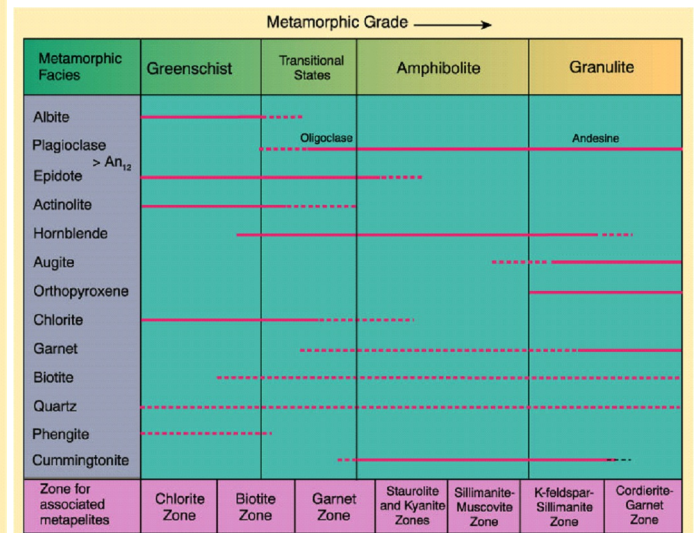 Metamorphic Grade
Metamorphic
Facies
Greenschist
Transitional
States
Amphibolite
Granulite
Albite
Plagioclase
> An12
Oligoclase
Andesine
Epidote
Actinolite
Hornblende
Augite
Orthopyroxene
Chlorite
Garnet
Biotite
Quartz
Phengite
Cummingtonite
Zone for
associated
metapelites
Chlorite
Zone
Biotite
Zone
Garnet
Zone
Staurolite
and Kyanite
Zones
Sillimanite-
Muscovite
Zone
K-feldspar-
Sillimanite
Zone
Cordierite-
Garnet
Zone